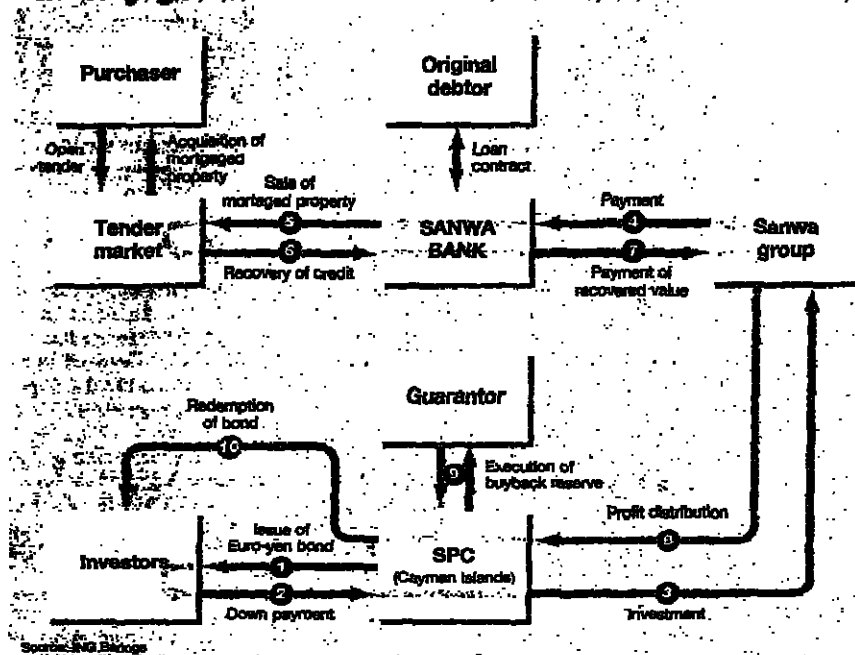 Purchaser
Original
debtor
Open
tender
Acquisition of
mortgaged
property
Loan
contract
Sale of
mortaged property
Payment
5
4
Tender
market
SANWA
BANK
Sanwa
group
6
7
Recovery of credit
Payment of
recovered value
Guarantor
Redemption
of bond
10
9
Execution of
buyback reserve
Profit distribution
Issue of
Euro-yen bond
8
Investors
1
SPC
(Cayman Islands)
2
3
Down payment
Investment
Source: ING Barings